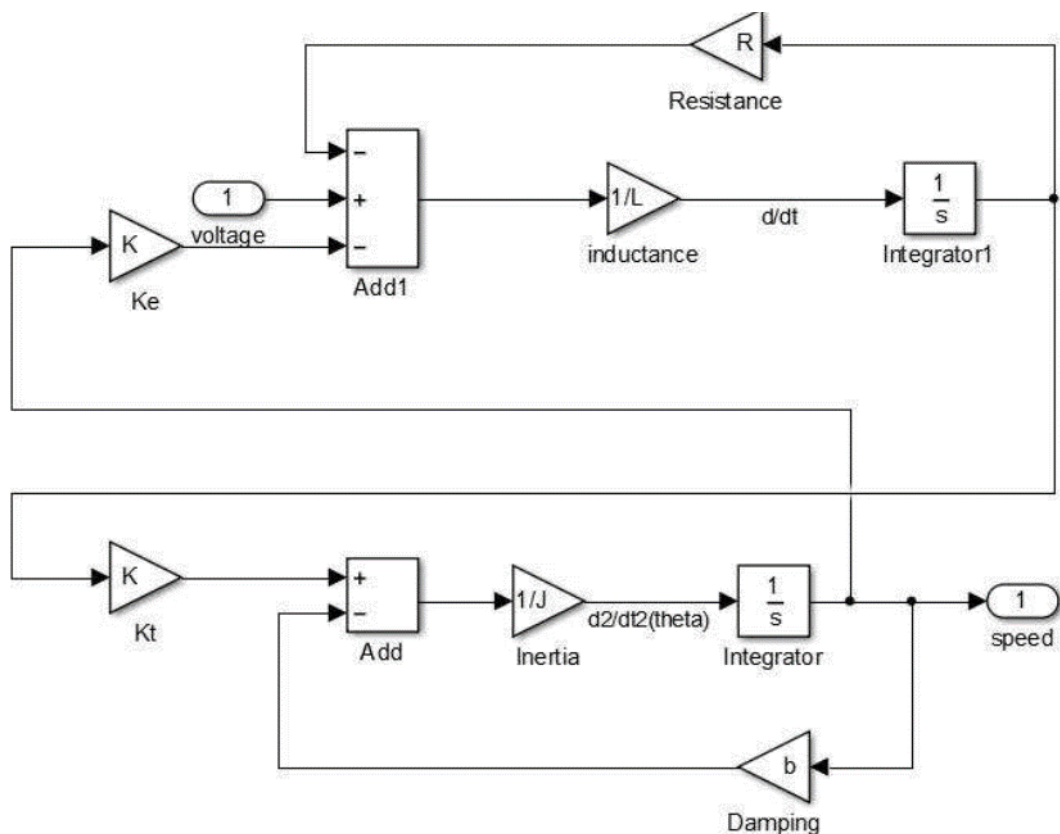 R
Resistance
−
+
−
1
voltage
K
Ke
Add1
1/L
inductance
d/dt
1
s
Integrator1
K
Kt
+
−
Add
1/J
Inertia
d2/dt2(theta)
1
s
Integrator
1
speed
b
Damping